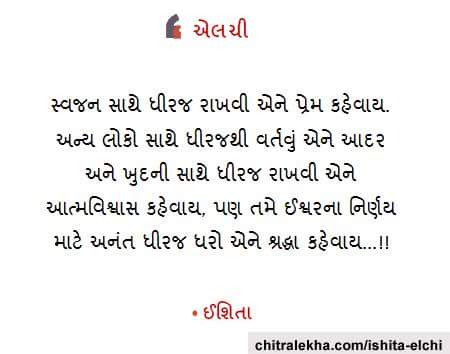 એલચી
સ્વજન સાથે ધીરજ રાખવી એને પ્રેમ કહેવાય.
અન્ય લોકો સાથે ધીરજથી વર્તવું એને આદર
અને ખુદની સાથે ધીરજ રાખવી એને
આત્મવિશ્વાસ કહેવાય, પણ તમે ઈશ્વરના નિર્ણય
માટે અનંત ધીરજ ધરો એને શ્રદ્ધા કહેવાય...!!
• ઈશિતા
chitralekha.com/ishita-elchi